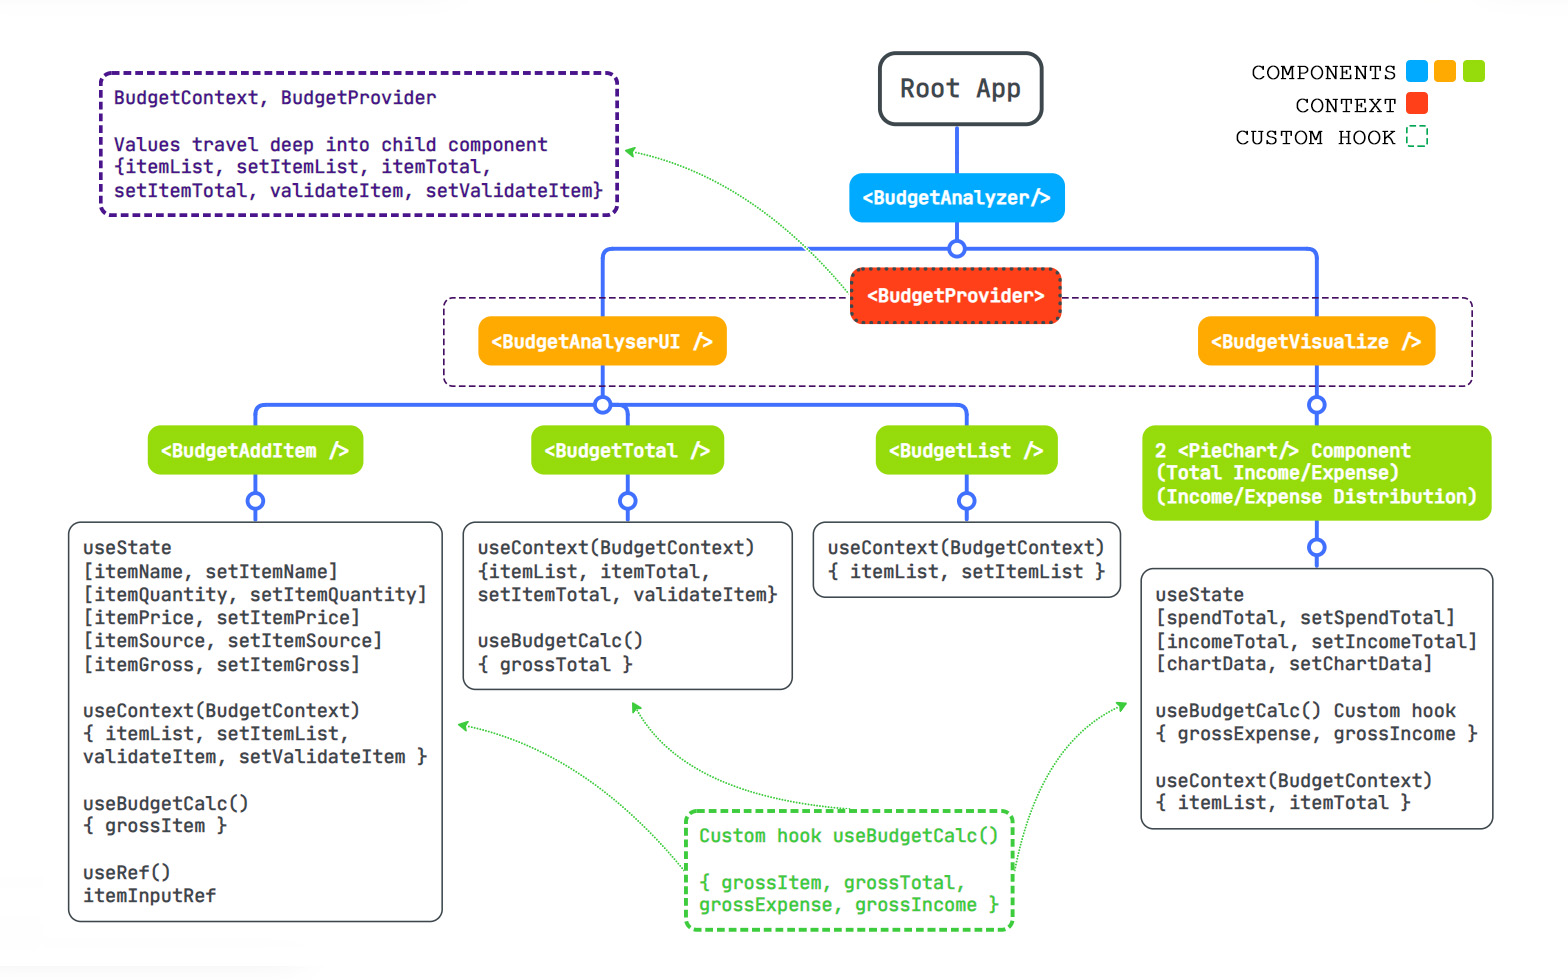 Root App
COMPONENTS
CONTEXT
CUSTOM HOOK
BudgetContext, BudgetProvider
Values travel deep into child component
{itemList, setItemList, itemTotal,
setItemTotal, validateItem, setValidateItem}
<BudgetAnalyzer/>
<BudgetProvider>
<BudgetAnalyserUI />
<BudgetVisualize />
<BudgetAddItem />
<BudgetTotal />
<BudgetList />
2 <PieChart/> Component
(Total Income/Expense)
(Income/Expense Distribution)
useState
[itemName, setItemName]
[itemQuantity, setItemQuantity]
[itemPrice, setItemPrice]
[itemSource, setItemSource]
[itemGross, setItemGross]
useContext(BudgetContext)
{ itemList, setItemList,
validateItem, setValidateItem }
useBudgetCalc()
{ grossItem }
useRef()
itemInputRef
useContext(BudgetContext)
{itemList, itemTotal,
setItemTotal, validateItem}
useBudgetCalc()
{ grossTotal }
useContext(BudgetContext)
{ itemList, setItemList }
useState
[spendTotal, setSpendTotal]
[incomeTotal, setIncomeTotal]
[chartData, setChartData]
useBudgetCalc() Custom hook
{ grossExpense, grossIncome }
useContext(BudgetContext)
{ itemList, itemTotal }
Custom hook useBudgetCalc()
{ grossItem, grossTotal,
grossExpense, grossIncome }